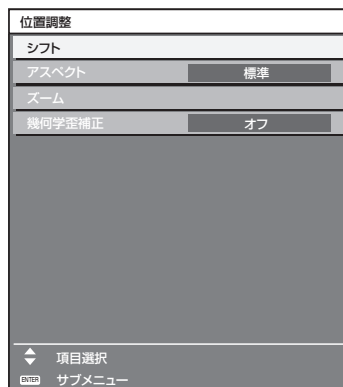 位置調整
シフト
アスペクト 標準
ズーム
幾何学歪補正 オフ
項目選択
ENTER サブメニュー